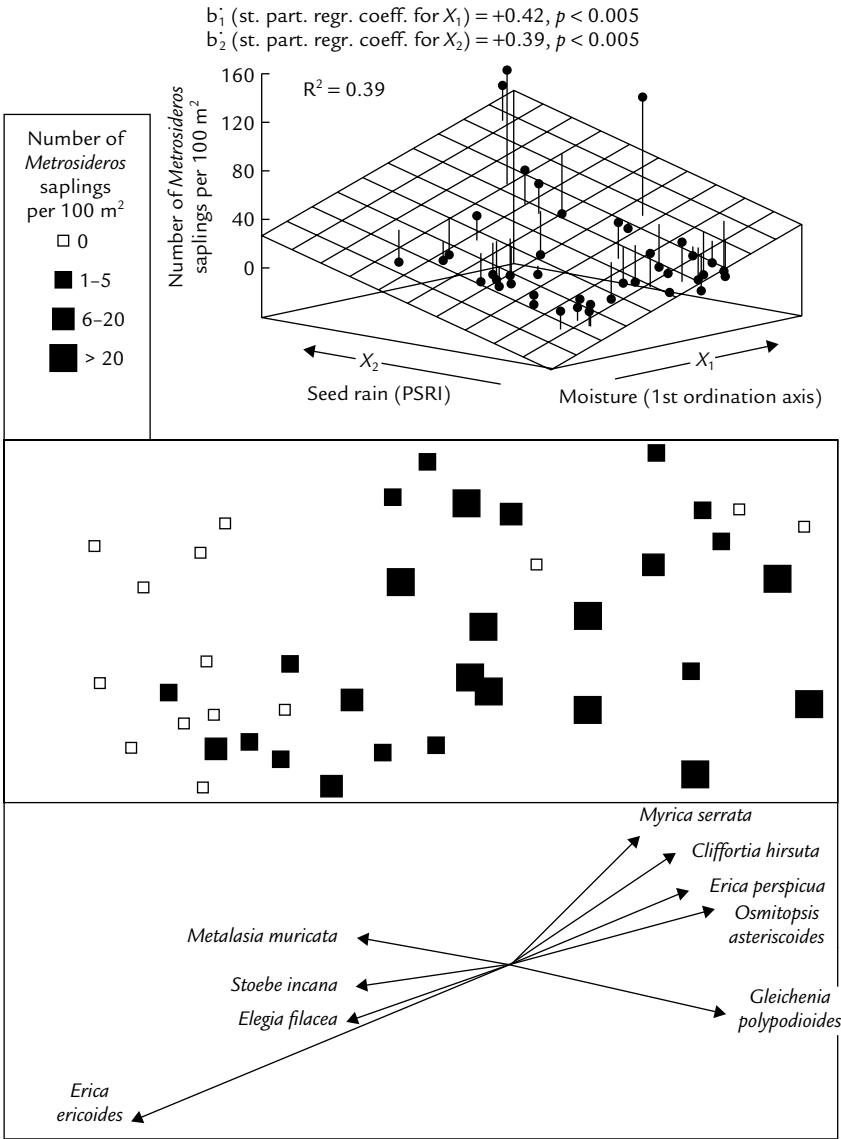 b₁˙ (st. part. regr. coeff. for X₁) = +0.42, p < 0.005
b₂˙ (st. part. regr. coeff. for X₂) = +0.39, p < 0.005
Number of
Metrosideros
saplings
per 100 m²
0
1–5
6–20
> 20
Number of Metrosideros
saplings per 100 m²
160
120
80
40
0
R² = 0.39
X₂
X₁
Seed rain (PSRI)
Moisture (1st ordination axis)
Myrica serrata
Cliffortia hirsuta
Erica perspicua
Osmitopsis
asteriscoides
Metalasia muricata
Stoebe incana
Elegia filacea
Gleichenia
polypodioides
Erica
ericoides